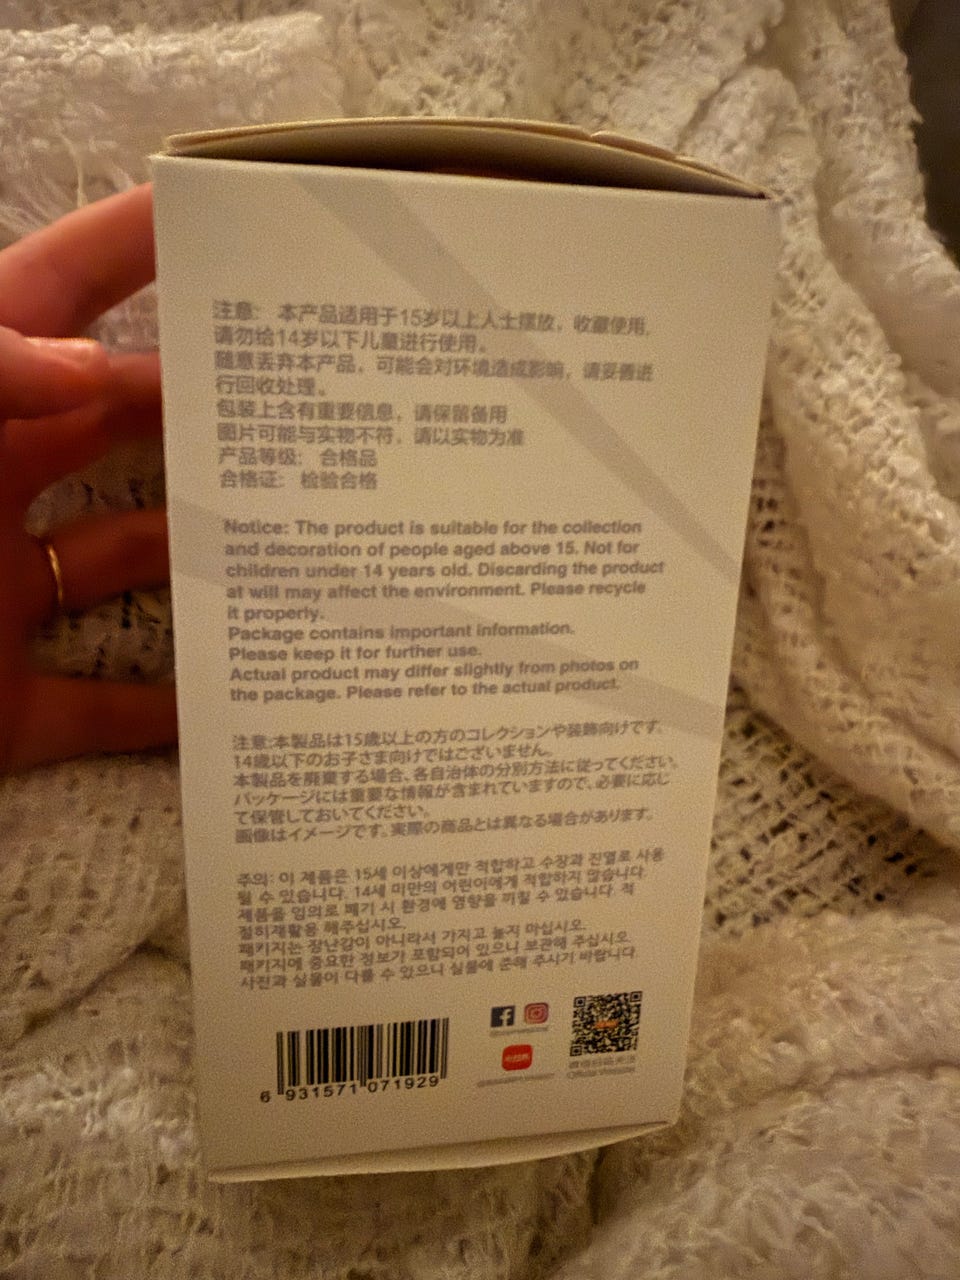 注意: 本产品适用于15岁以上人士摆放，收藏使用,
请勿给14岁以下儿童进行使用。
随意丢弃本产品，可能会对环境造成影响，请妥善进
行回收处理。
包装上含有重要信息，请保留备用
图片可能与实物不符，请以实物为准
产品等级: 合格品
合格证: 检验合格
Notice: The product is suitable for the collection
and decoration of people aged above 15. Not for
children under 14 years old. Discarding the product
at will may affect the environment. Please recycle
it properly.
Package contains important information.
Please keep it for further use.
Actual product may differ slightly from photos on
the package. Please refer to the actual product.
注意:本製品は15歳以上の方のコレクションや装飾向けです。
14歳以下のお子さま向けではございません。
本製品を廃棄する場合、各自治体の分別方法に従ってください。
パッケージには重要な情報が含まれていますので、必要に応じ
て保管しておいてください。
画像はイメージです。実際の商品とは異なる場合があります。
주의: 이 제품은 15세 이상에게만 적합하고 수장과 진열로 사용
될 수 있습니다. 14세 미만의 어린이에게 적합하지 않습니다.
제품을 임의로 폐기 시 환경에 영향을 끼칠 수 있습니다. 적
절히재활용 해주십시오.
패키지는 장난감이 아니라서 가지고 놀지 마십시오.
패키지에 중요한 정보가 포함되어 있으니 보관해 주십시오.
사진과 실물이 다를 수 있으니 실물에 준해 주시기 바랍니다
6 931571 071929